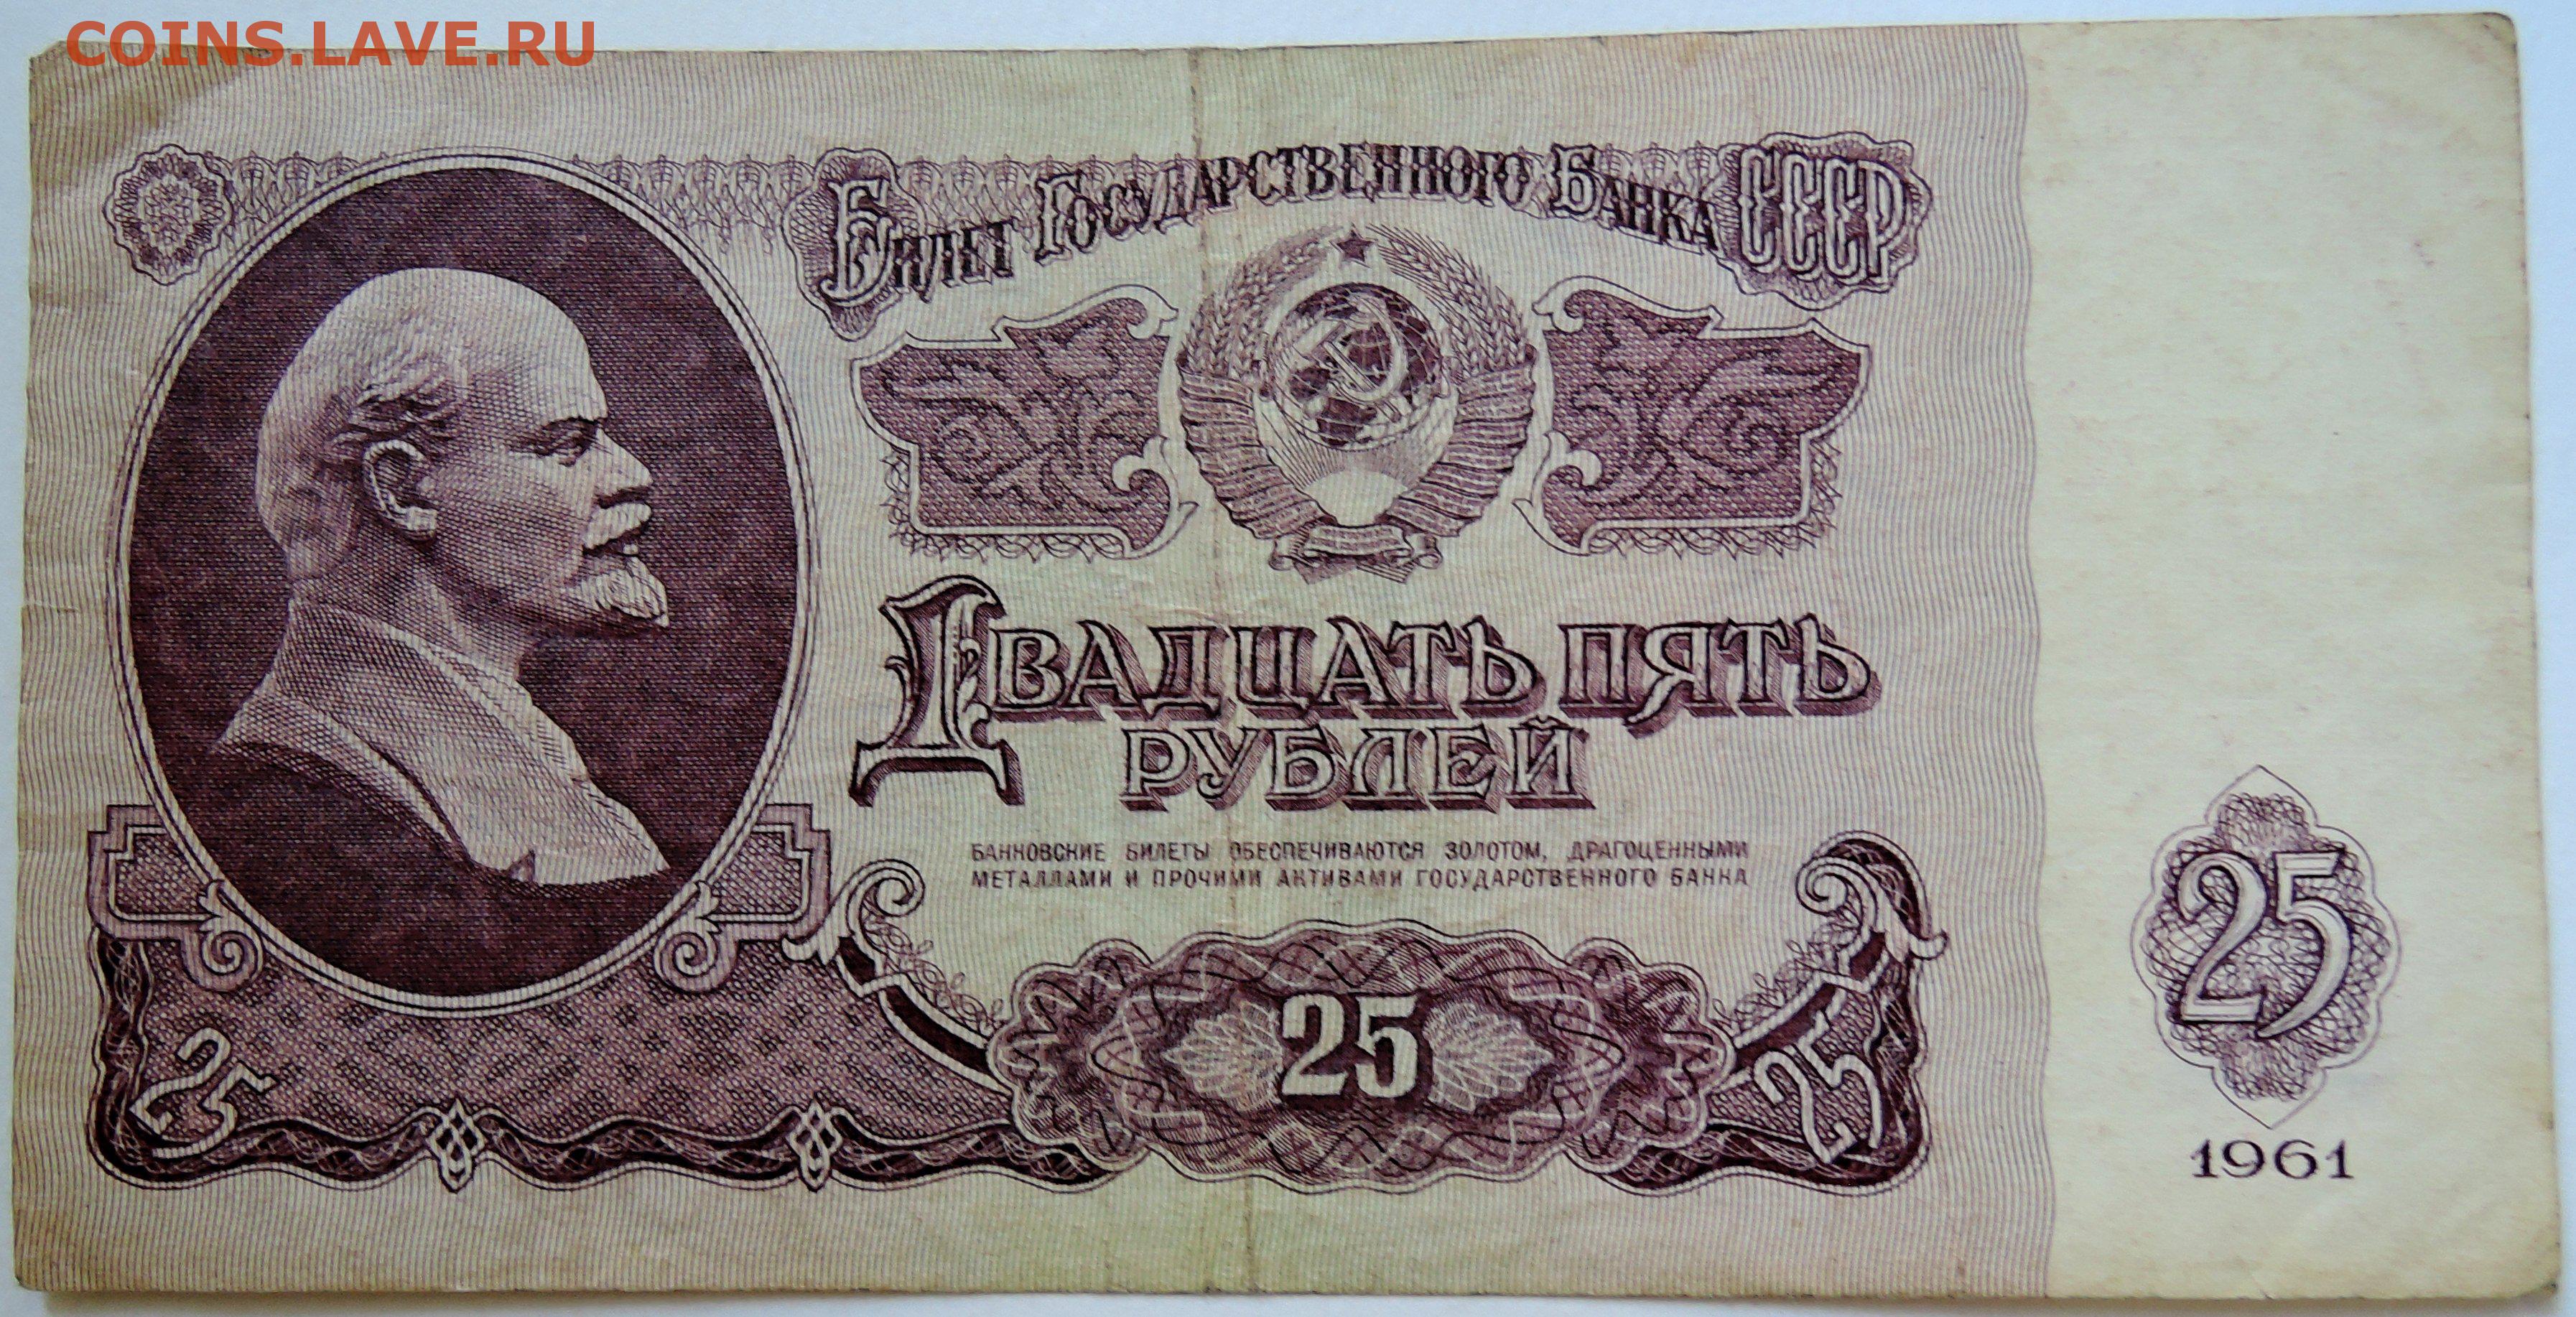 COINS.LAVE.RU
Билет Государственного Банка СССР
Двадцать пять
рублей
БАНКОВСКИЕ БИЛЕТЫ ОБЕСПЕЧИВАЮТСЯ ЗОЛОТОМ, ДРАГОЦЕННЫМИ
МЕТАЛЛАМИ И ПРОЧИМИ АКТИВАМИ ГОСУДАРСТВЕННОГО БАНКА
25
25
25
25
1961